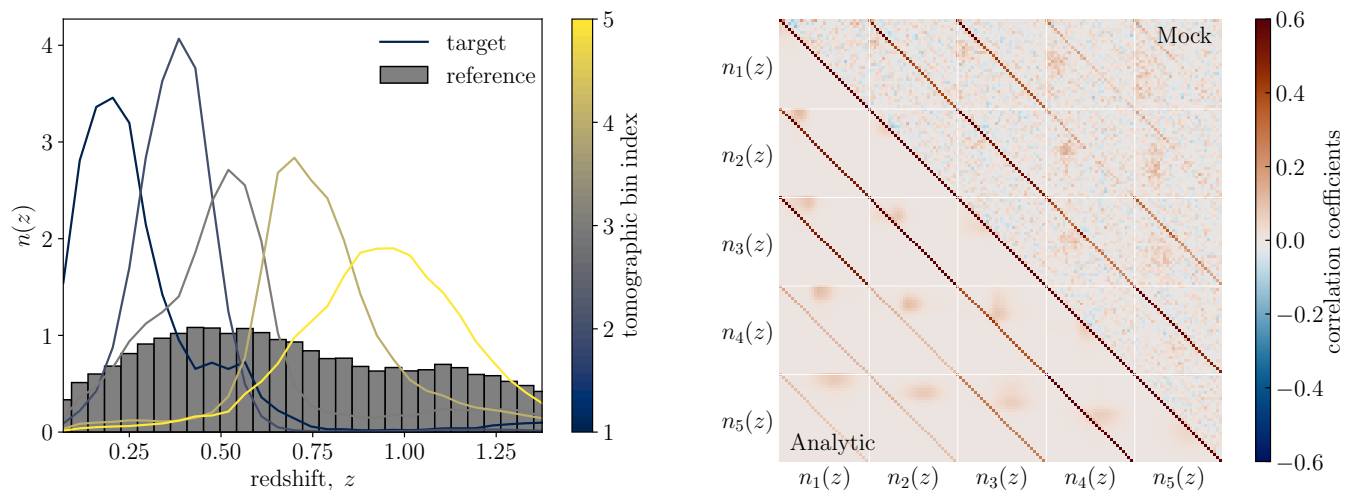 4
3
2
1
0
n(z)
0.25 0.50 0.75 1.00 1.25
redshift, z
target
reference
5
4
3
2
1
tomographic bin index
n₁(z)
n₂(z)
n₃(z)
n₄(z)
n₅(z)
Mock
Analytic
n₁(z) n₂(z) n₃(z) n₄(z) n₅(z)
0.6
0.4
0.2
0.0
−0.2
−0.4
−0.6
correlation coefficients